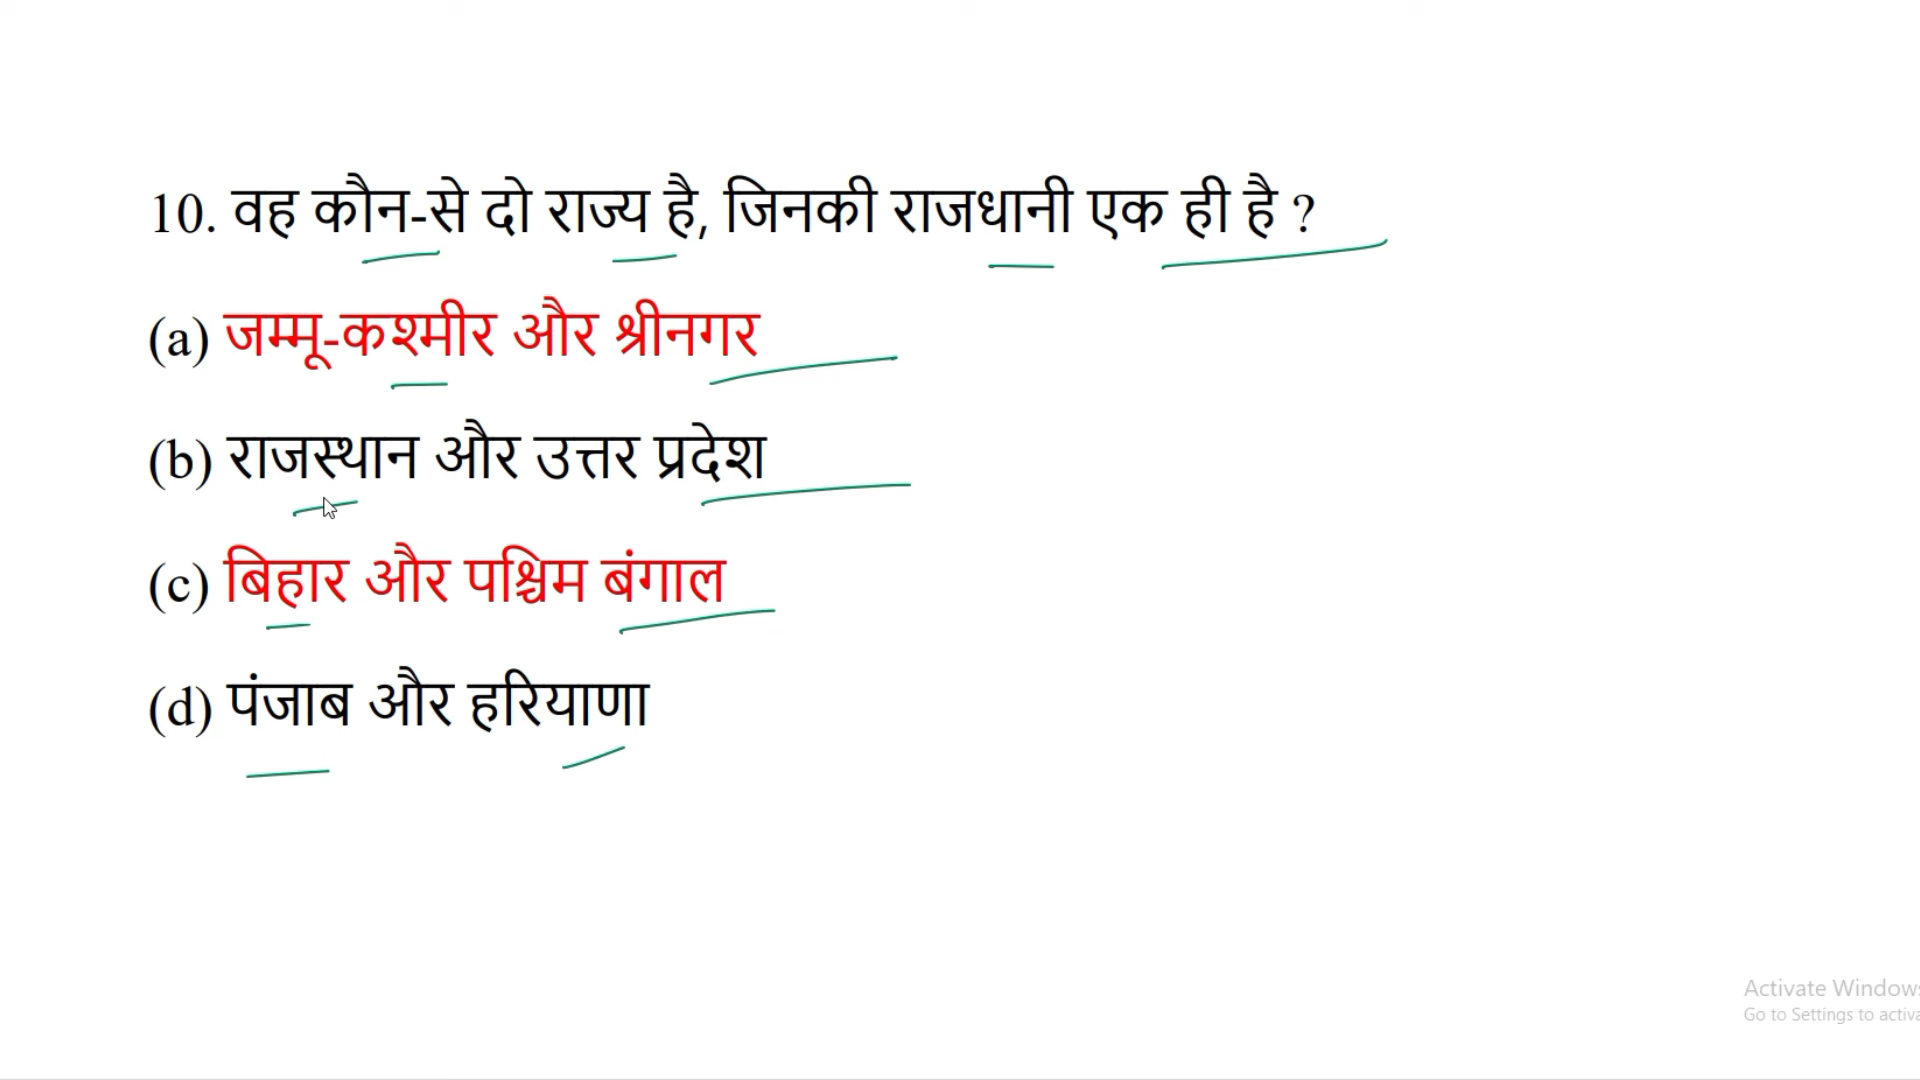 10. वह कौन-से दो राज्य है, जिनकी राजधानी एक ही है ?
(a) जम्मू-कश्मीर और श्रीनगर
(b) राजस्थान और उत्तर प्रदेश
(c) बिहार और पश्चिम बंगाल
(d) पंजाब और हरियाणा
Activate Windows
Go to Settings to activa